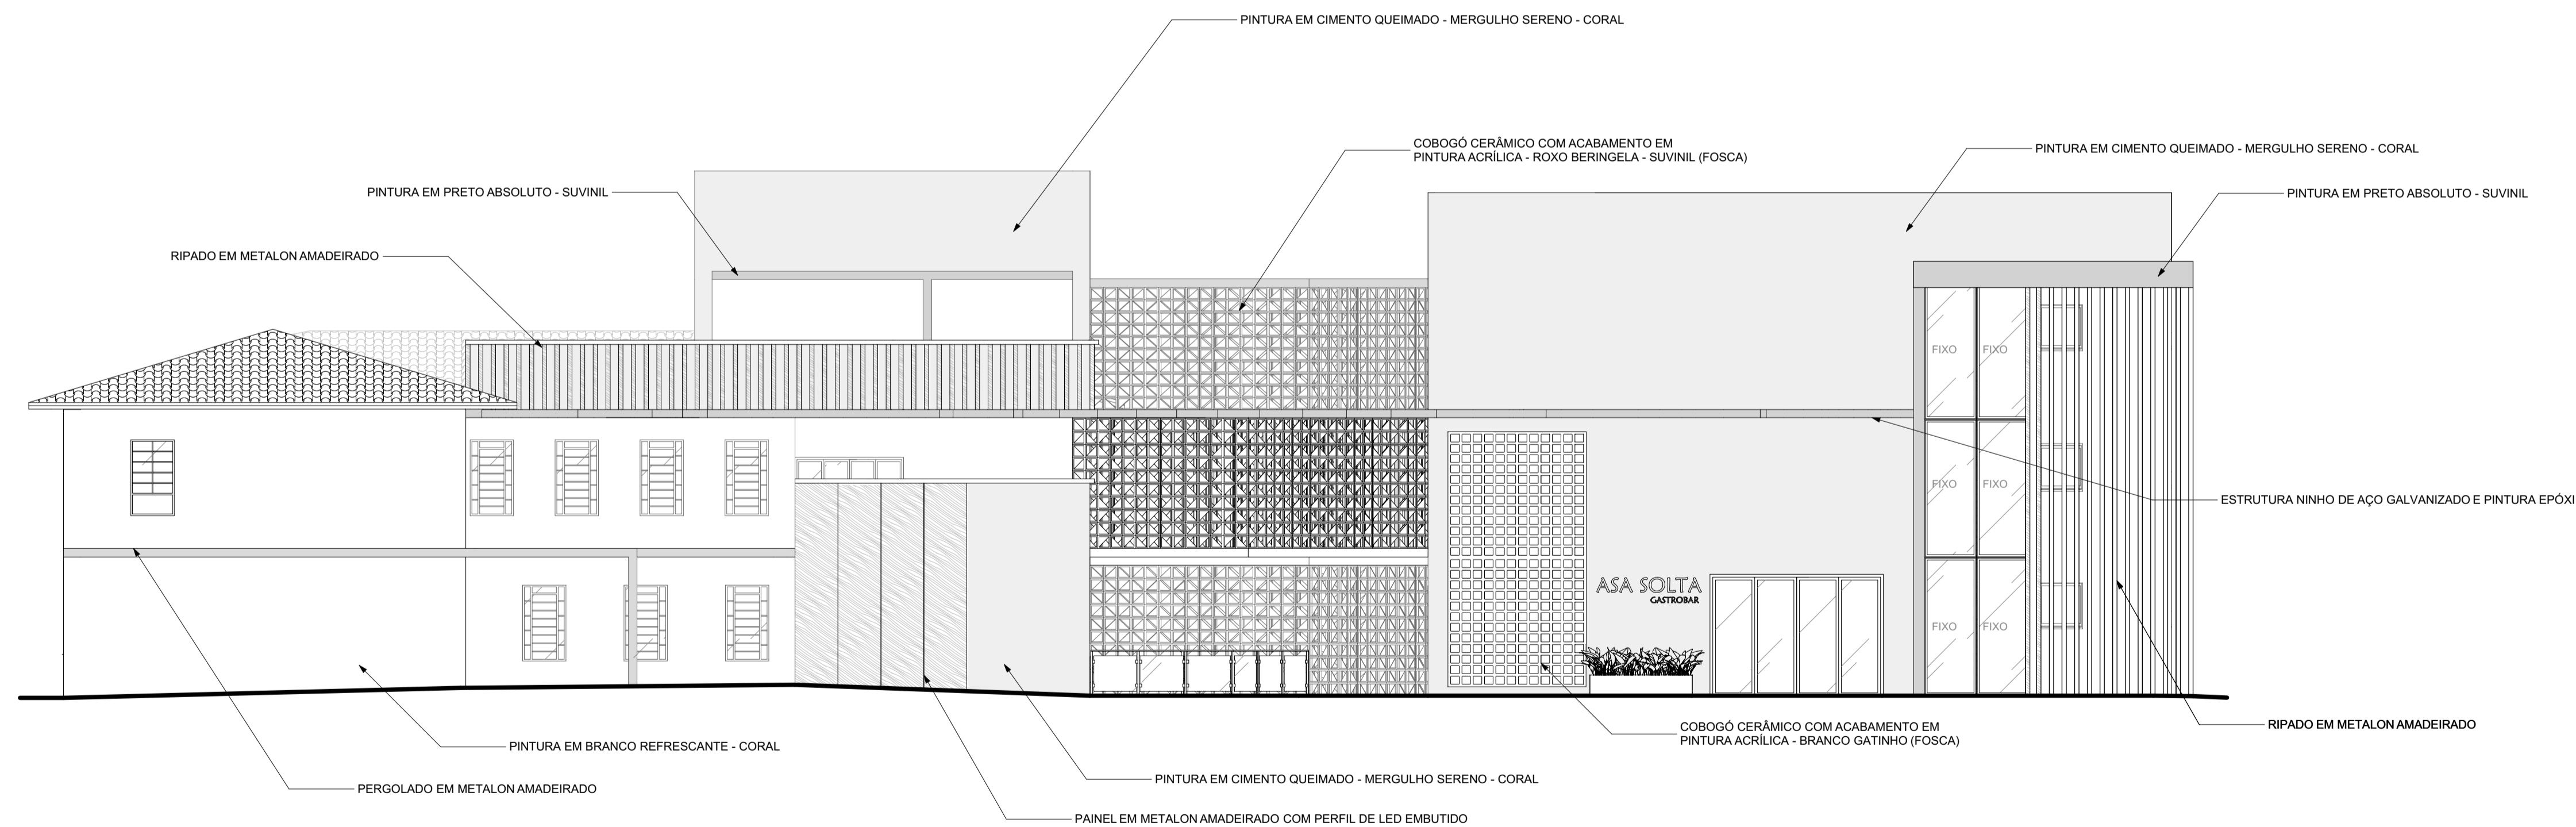 PINTURA EM CIMENTO QUEIMADO - MERGULHO SERENO - CORAL
COBOGÓ CERÂMICO COM ACABAMENTO EM
PINTURA ACRÍLICA - ROXO BERINGELA - SUVINIL (FOSCA)
PINTURA EM CIMENTO QUEIMADO - MERGULHO SERENO - CORAL
PINTURA EM PRETO ABSOLUTO - SUVINIL
PINTURA EM PRETO ABSOLUTO - SUVINIL
RIPADO EM METALON AMADEIRADO
FIXO FIXO
FIXO FIXO
ESTRUTURA NINHO DE AÇO GALVANIZADO E PINTURA EPÓXI
ASA SOLTA
GASTROBAR
FIXO FIXO
COBOGÓ CERÂMICO COM ACABAMENTO EM
PINTURA ACRÍLICA - BRANCO GATINHO (FOSCA)
RIPADO EM METALON AMADEIRADO
PINTURA EM BRANCO REFRESCANTE - CORAL
PINTURA EM CIMENTO QUEIMADO - MERGULHO SERENO - CORAL
PERGOLADO EM METALON AMADEIRADO
PAINEL EM METALON AMADEIRADO COM PERFIL DE LED EMBUTIDO